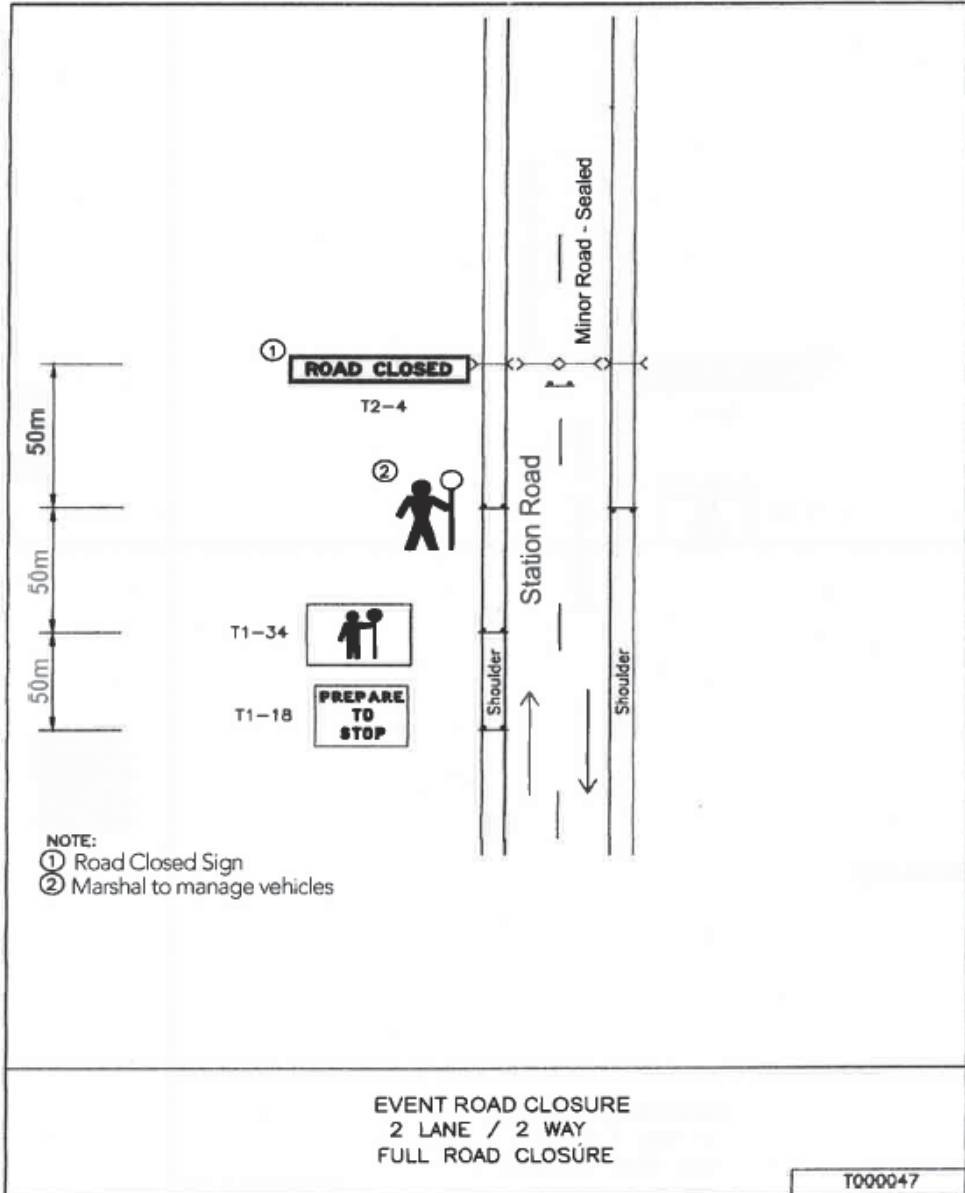 Minor Road - Sealed
①
ROAD CLOSED
T2-4
50m
②
Station Road
50m
T1-34
50m
Shoulder
Shoulder
T1-18
PREPARE
TO
STOP
NOTE:
① Road Closed Sign
② Marshal to manage vehicles
EVENT ROAD CLOSURE
2 LANE / 2 WAY
FULL ROAD CLOSÚRE
T000047